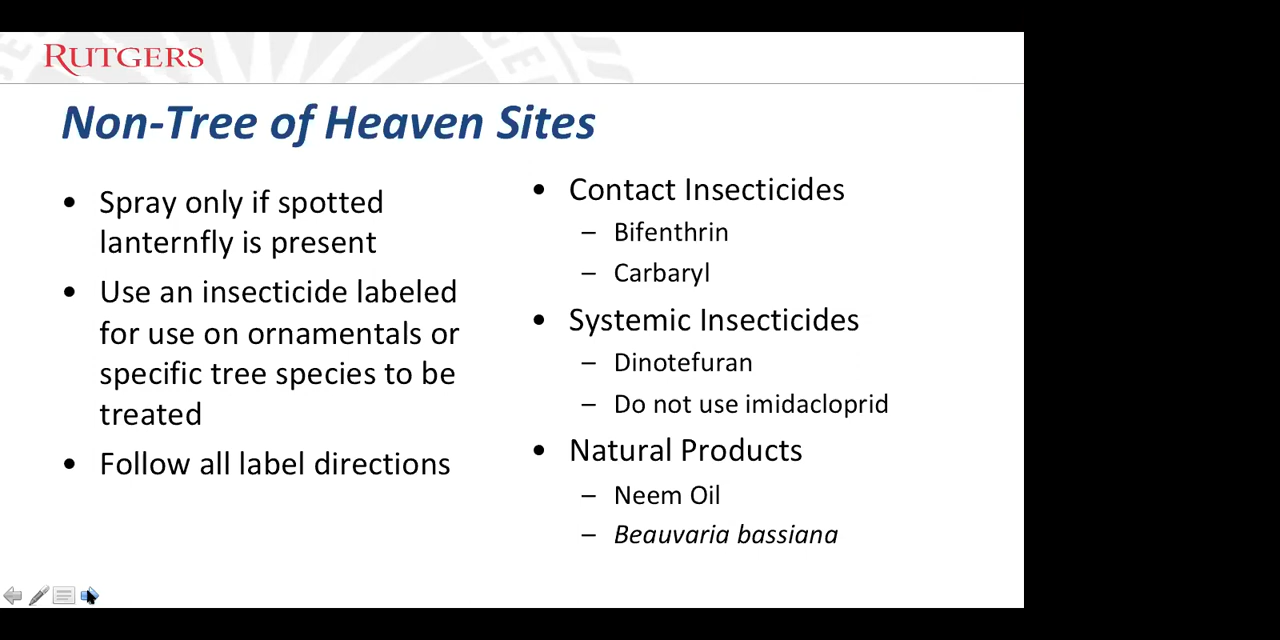 RUTGERS
Non-Tree of Heaven Sites
• Spray only if spotted
lanternfly is present
• Use an insecticide labeled
for use on ornamentals or
specific tree species to be
treated
• Follow all label directions
• Contact Insecticides
– Bifenthrin
– Carbaryl
• Systemic Insecticides
– Dinotefuran
– Do not use imidacloprid
• Natural Products
– Neem Oil
– Beauvaria bassiana